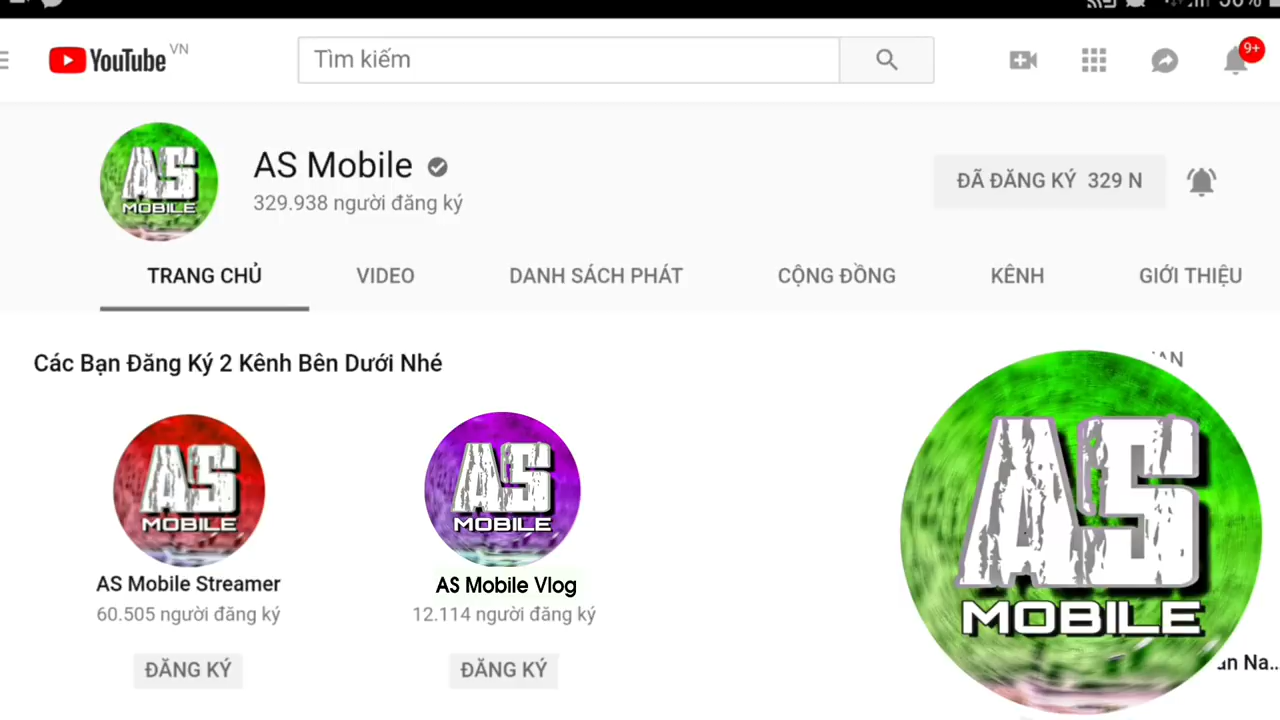 YouTube VN
Tìm kiếm
9+
AS
MOBILE
AS Mobile
329.938 người đăng ký
ĐÃ ĐĂNG KÝ 329 N
TRANG CHỦ VIDEO DANH SÁCH PHÁT CỘNG ĐỒNG KÊNH GIỚI THIỆU
Các Bạn Đăng Ký 2 Kênh Bên Dưới Nhé
AS
MOBILE
AS Mobile Streamer
60.505 người đăng ký
ĐĂNG KÝ
AS
MOBILE
AS Mobile Vlog
12.114 người đăng ký
ĐĂNG KÝ
AS
MOBILE